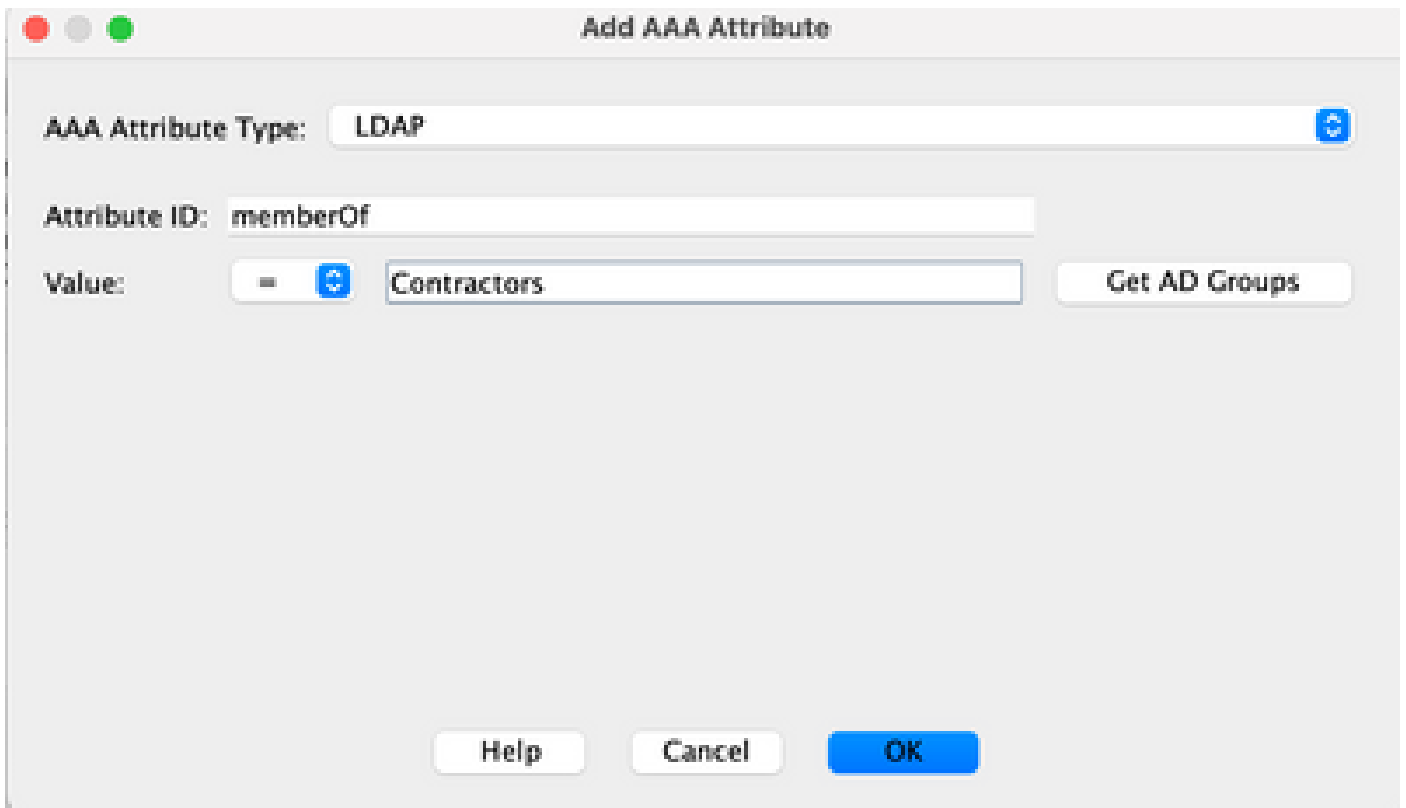 Add AAA Attribute
AAA Attribute Type: LDAP
Attribute ID: memberOf
Value: = Contractors Get AD Groups
Help Cancel OK